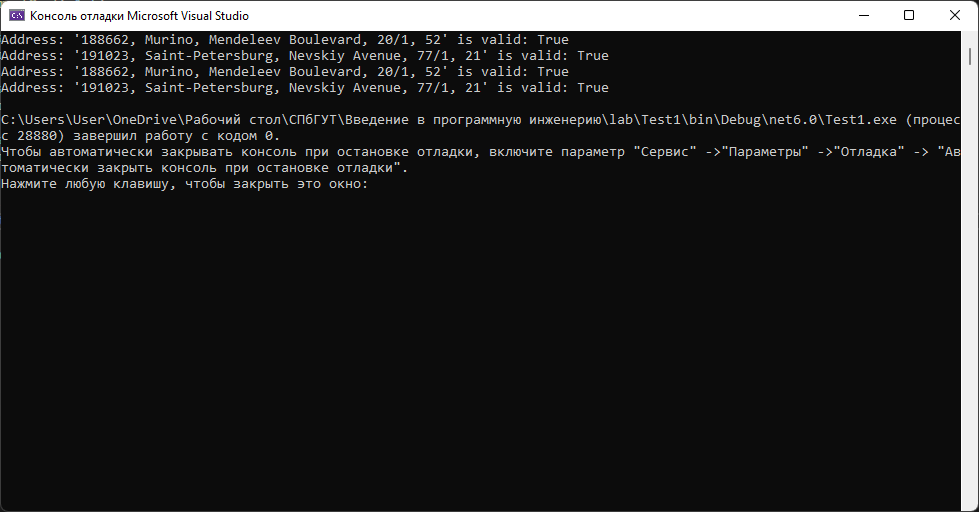 Консоль отладки Microsoft Visual Studio
Address: '188662, Murino, Mendeleev Boulevard, 20/1, 52' is valid: True
Address: '191023, Saint-Petersburg, Nevskiy Avenue, 77/1, 21' is valid: True
Address: '188662, Murino, Mendeleev Boulevard, 20/1, 52' is valid: True
Address: '191023, Saint-Petersburg, Nevskiy Avenue, 77/1, 21' is valid: True
C:\Users\User\OneDrive\Рабочий стол\СПбГУТ\Введение в программную инженерию\lab\Test1\bin\Debug\net6.0\Test1.exe (процес
с 28880) завершил работу с кодом 0.
Чтобы автоматически закрывать консоль при остановке отладки, включите параметр "Сервис" ->"Параметры" ->"Отладка" -> "Ав
томатически закрыть консоль при остановке отладки".
Нажмите любую клавишу, чтобы закрыть это окно: